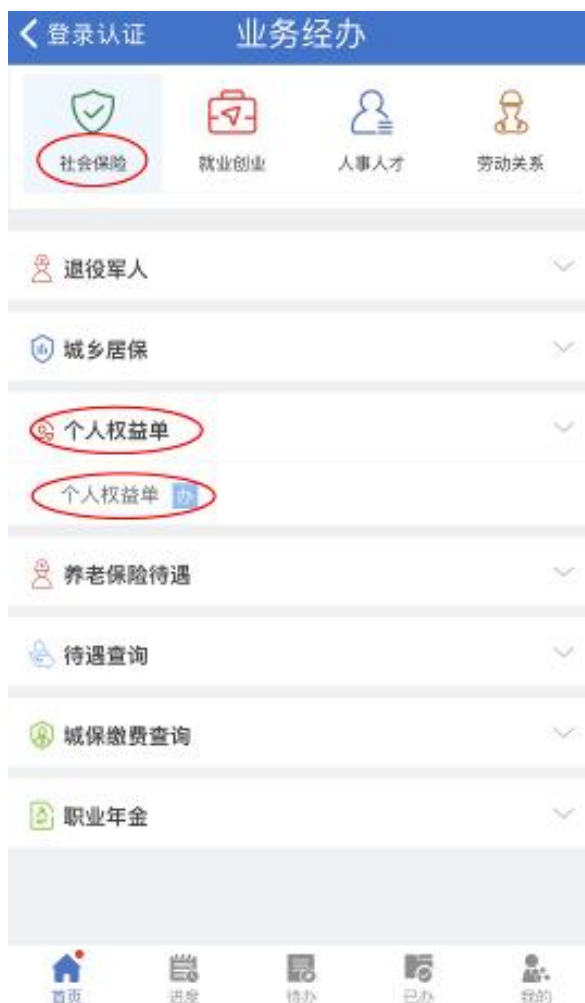 登录认证 业务经办
社会保险 就业创业 人事人才 劳动关系
退役军人
城乡居保
个人权益单
个人权益单 办
养老保险待遇
待遇查询
城保缴费查询
职业年金
首页 进度 待办 已办 我的